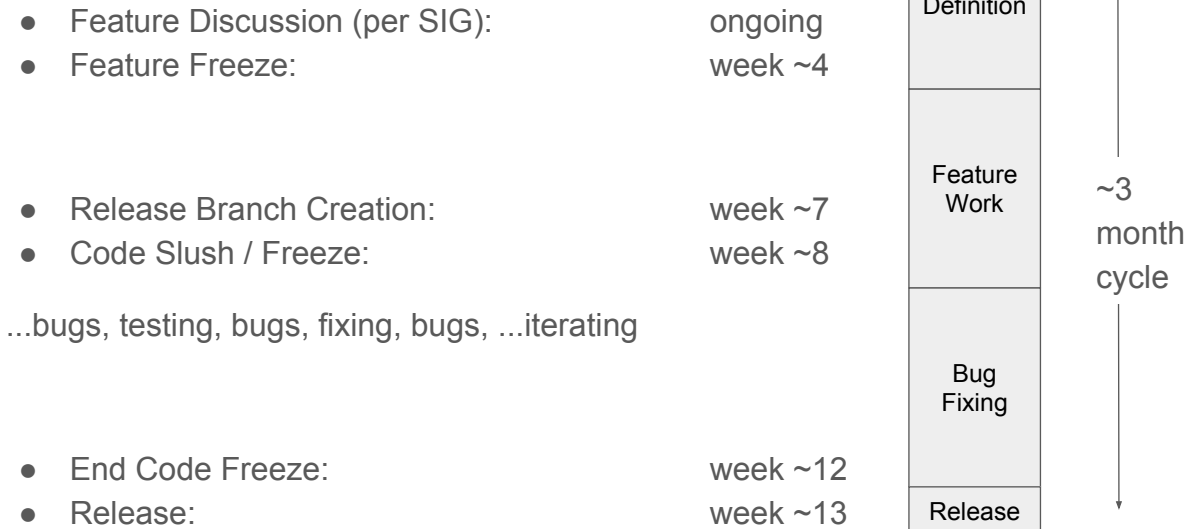 ● Feature Discussion (per SIG): ongoing
● Feature Freeze: week ~4
● Release Branch Creation: week ~7
● Code Slush / Freeze: week ~8
...bugs, testing, bugs, fixing, bugs, ...iterating
● End Code Freeze: week ~12
● Release: week ~13
Definition
Feature
Work
Bug
Fixing
Release
~3
month
cycle